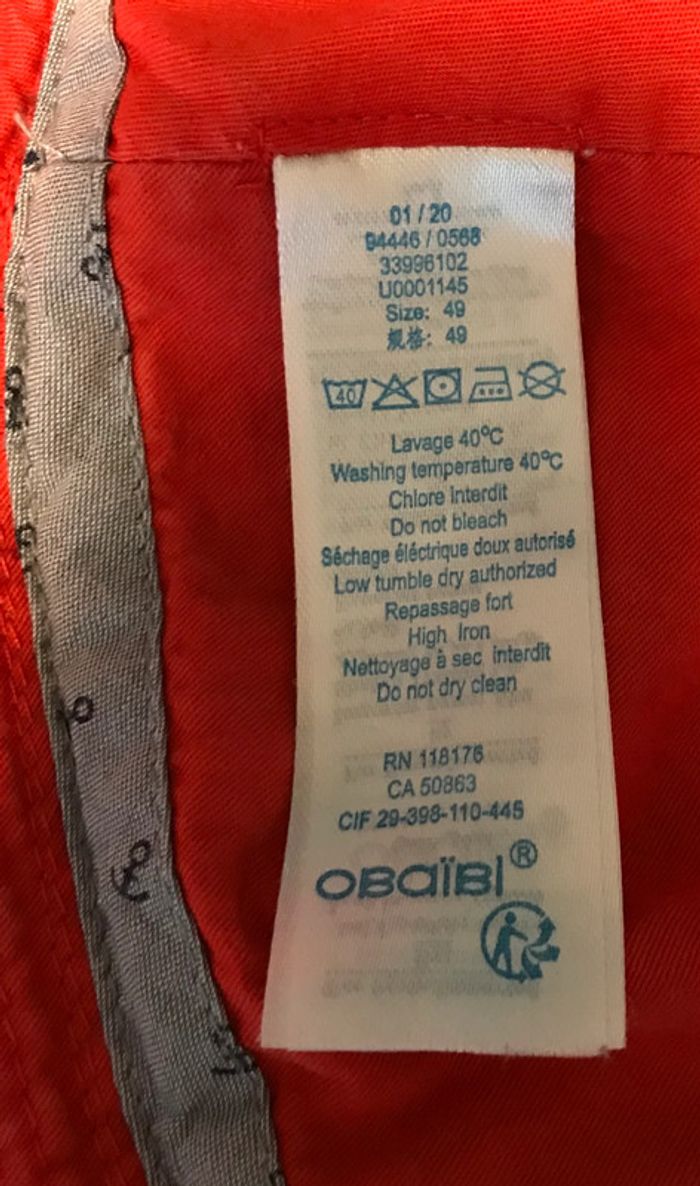 01 / 20
94446 / 0568
33996102
U0001145
Size: 49
规格: 49
40
Lavage 40°C
Washing temperature 40°C
Chlore Interdit
Do not bleach
Séchage éléctrique doux autorisé
Low tumble dry authorized
Repassage fort
High Iron
Nettoyage à sec interdit
Do not dry clean
RN 118176
CA 50863
CIF 29-398-110-445
OBaïBI®